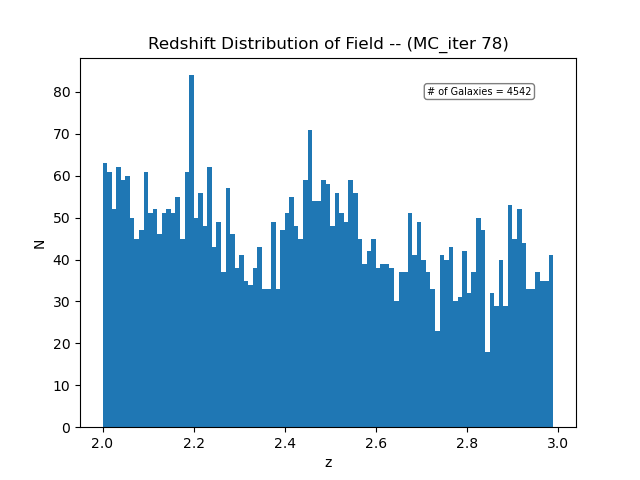 Redshift Distribution of Field -- (MC_iter 78)
# of Galaxies = 4542
80
70
60
50
40
30
20
10
0
N
2.0 2.2 2.4 2.6 2.8 3.0
z